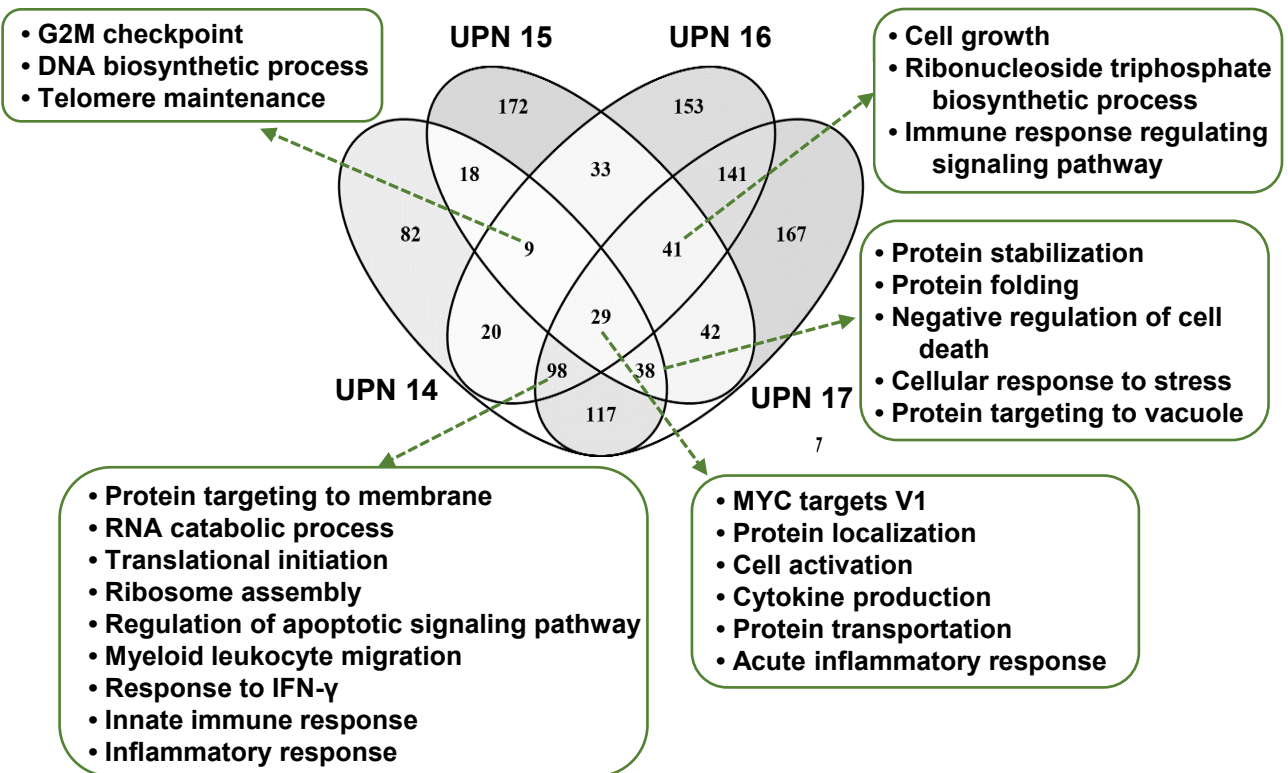 • G2M checkpoint
• DNA biosynthetic process
• Telomere maintenance
UPN 15
UPN 16
• Cell growth
• Ribonucleoside triphosphate
biosynthetic process
• Immune response regulating
signaling pathway
172
153
18
33
141
82
9
41
167
20
29
42
98
38
117
UPN 14
UPN 17
7
• Protein stabilization
• Protein folding
• Negative regulation of cell
death
• Cellular response to stress
• Protein targeting to vacuole
• Protein targeting to membrane
• RNA catabolic process
• Translational initiation
• Ribosome assembly
• Regulation of apoptotic signaling pathway
• Myeloid leukocyte migration
• Response to IFN-γ
• Innate immune response
• Inflammatory response
• MYC targets V1
• Protein localization
• Cell activation
• Cytokine production
• Protein transportation
• Acute inflammatory response